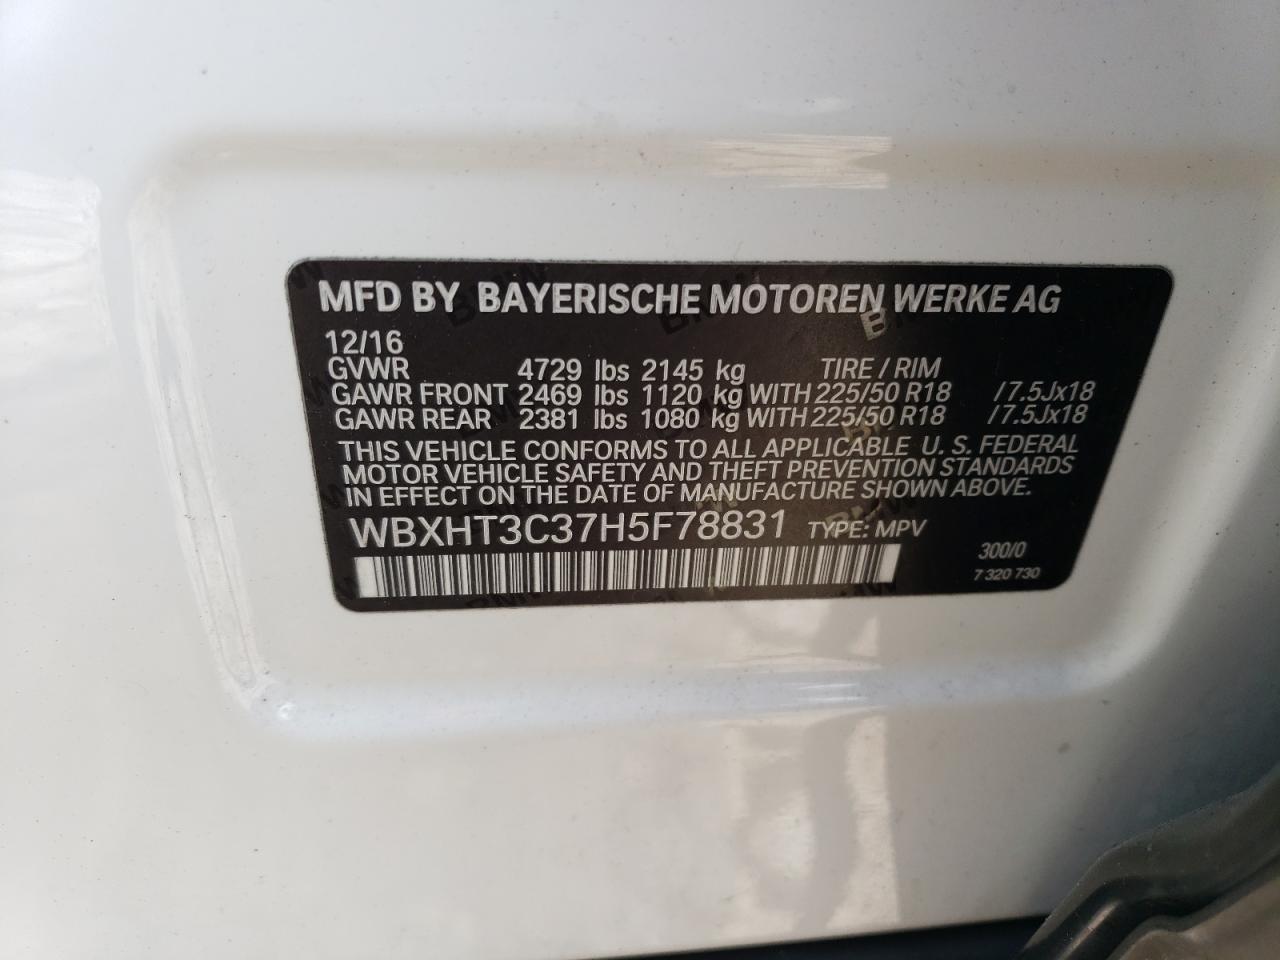 MFD BY BAYERISCHE MOTOREN WERKE AG
12/16
GVWR 4729 lbs 2145 kg TIRE / RIM
GAWR FRONT 2469 lbs 1120 kg WITH 225/50 R18 /7.5Jx18
GAWR REAR 2381 lbs 1080 kg WITH 225/50 R18 /7.5Jx18
THIS VEHICLE CONFORMS TO ALL APPLICABLE U. S. FEDERAL
MOTOR VEHICLE SAFETY AND THEFT PREVENTION STANDARDS
IN EFFECT ON THE DATE OF MANUFACTURE SHOWN ABOVE.
WBXHT3C37H5F78831 TYPE: MPV
300/0
7 320 730